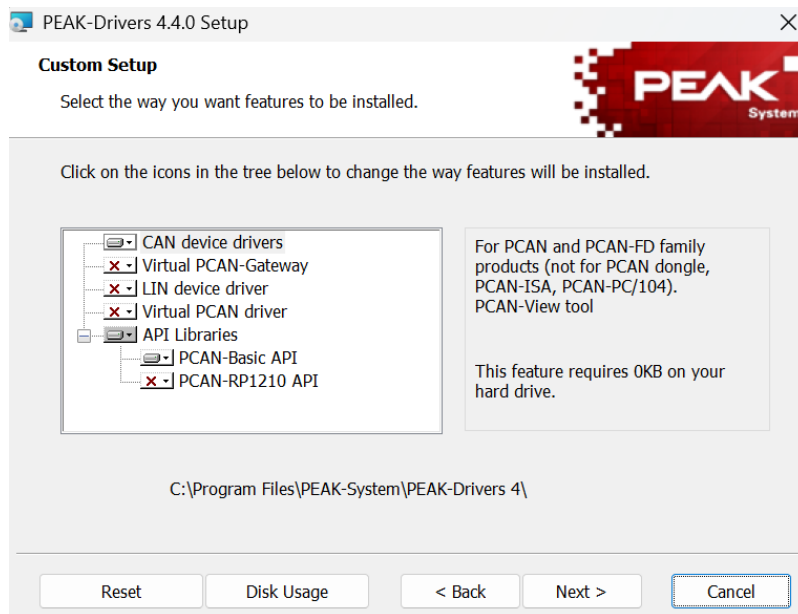 PEAK-Drivers 4.4.0 Setup
Custom Setup
Select the way you want features to be installed.
PEAK
System
Click on the icons in the tree below to change the way features will be installed.
CAN device drivers
Virtual PCAN-Gateway
LIN device driver
Virtual PCAN driver
API Libraries
PCAN-Basic API
PCAN-RP1210 API
For PCAN and PCAN-FD family
products (not for PCAN dongle,
PCAN-ISA, PCAN-PC/104).
PCAN-View tool
This feature requires 0KB on your
hard drive.
C:\Program Files\PEAK-System\PEAK-Drivers 4\
Reset
Disk Usage
< Back
Next >
Cancel